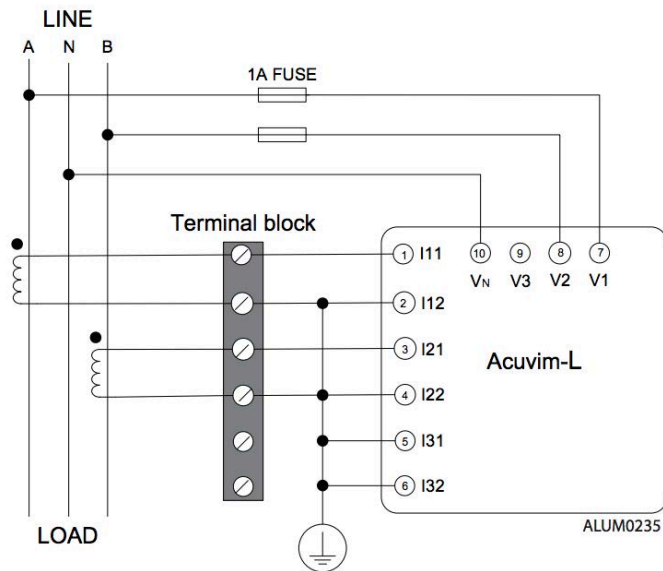 LINE
A N B
1A FUSE
Terminal block
1 I11
2 I12
3 I21
4 I22
5 I31
6 I32
10 9 8 7
VN V3 V2 V1
Acuvim-L
ALUM0235
LOAD